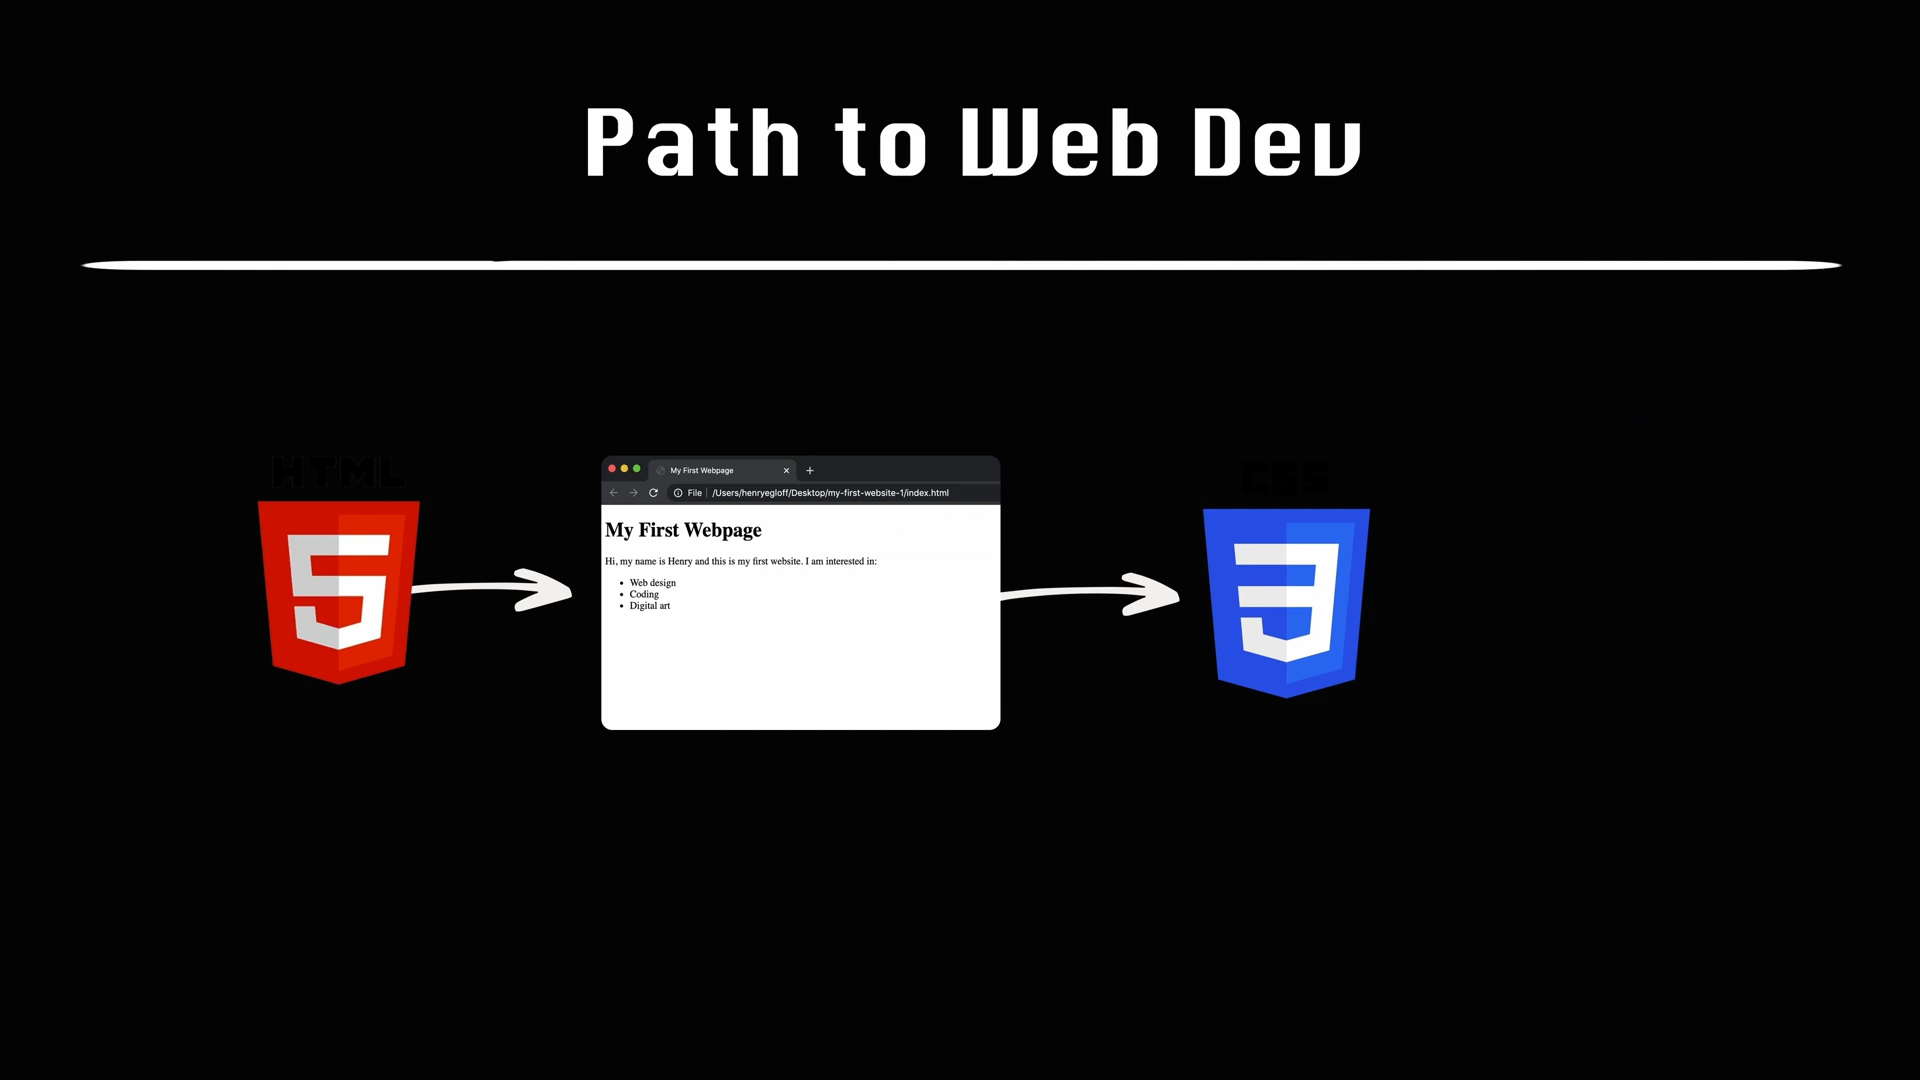 Path to Web Dev
HTML
CSS
My First Webpage
File /Users/henryegloff/Desktop/my-first-website-1/index.html
My First Webpage
Hi, my name is Henry and this is my first website. I am interested in:
• Web design
• Coding
• Digital art